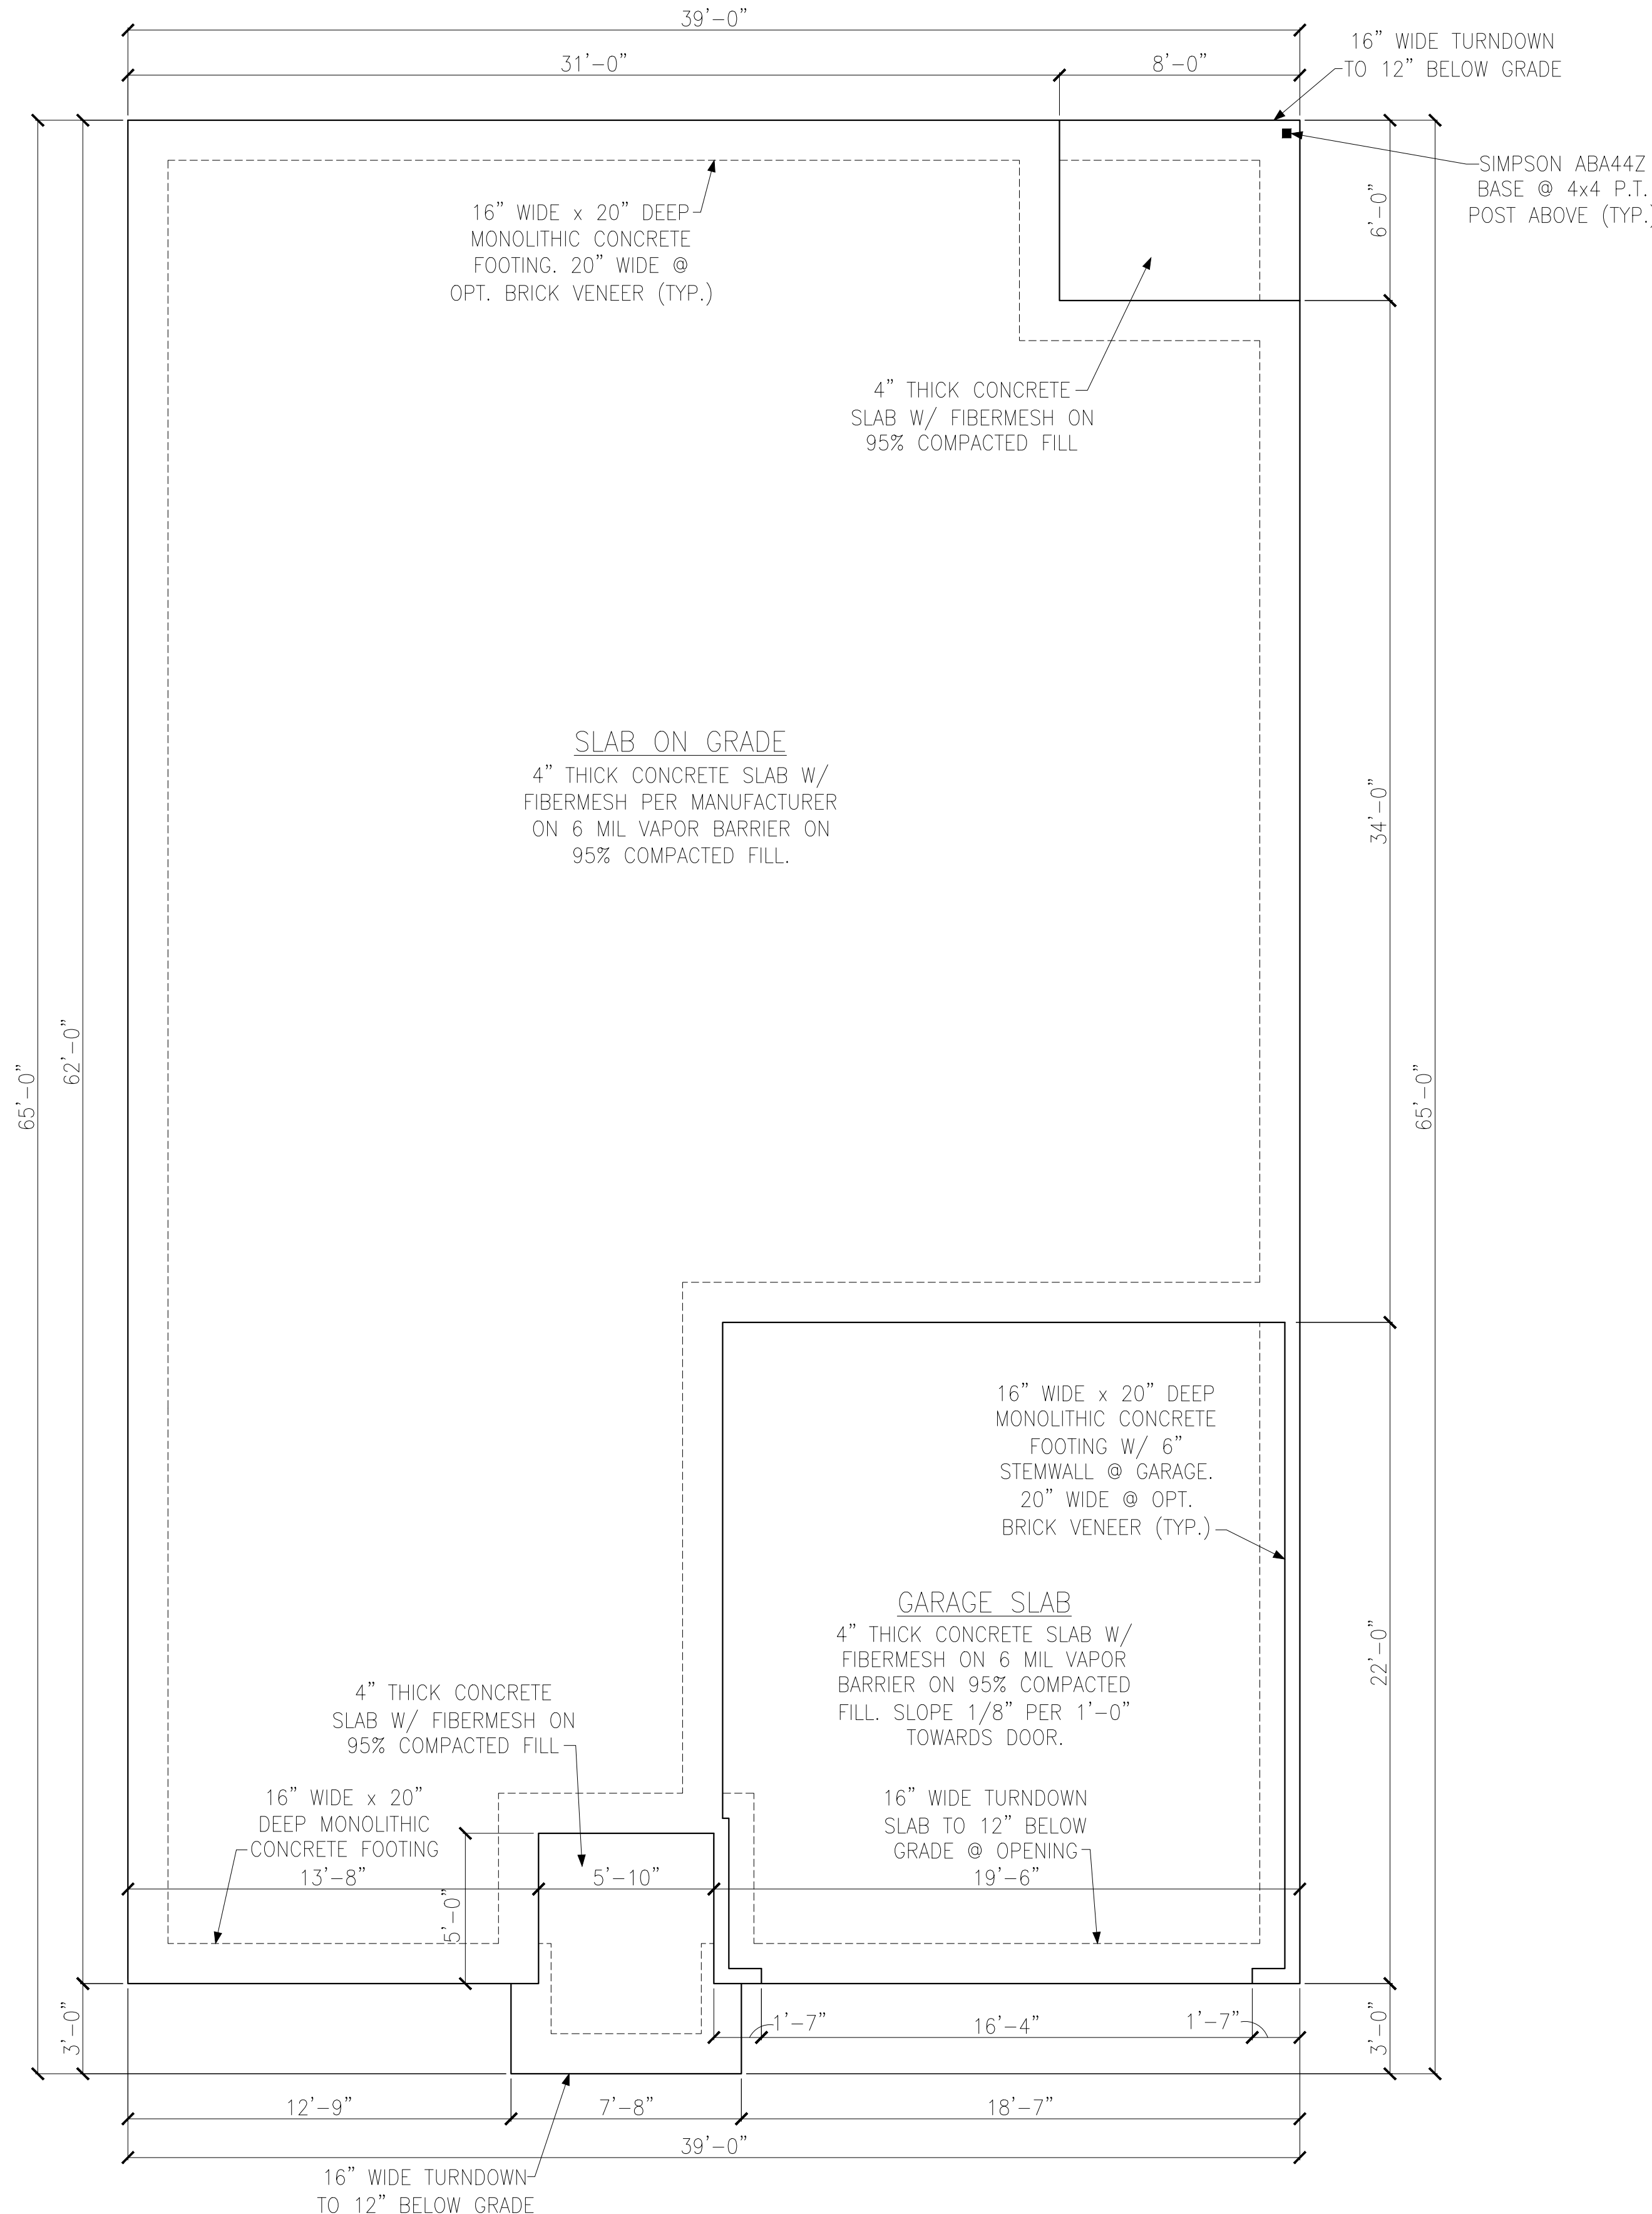 39'-0"
31'-0"
8'-0"
16" WIDE TURNDOWN
TO 12" BELOW GRADE
SIMPSON ABA44Z
BASE @ 4x4 P.T.
POST ABOVE (TYP.)
16" WIDE x 20" DEEP
MONOLITHIC CONCRETE
FOOTING. 20" WIDE @
OPT. BRICK VENEER (TYP.)
6'-0"
4" THICK CONCRETE
SLAB W/ FIBERMESH ON
95% COMPACTED FILL
SLAB ON GRADE
4" THICK CONCRETE SLAB W/
FIBERMESH PER MANUFACTURER
ON 6 MIL VAPOR BARRIER ON
95% COMPACTED FILL.
34'-0"
65'-0"
62'-0"
65'-0"
16" WIDE x 20" DEEP
MONOLITHIC CONCRETE
FOOTING W/ 6"
STEMWALL @ GARAGE.
20" WIDE @ OPT.
BRICK VENEER (TYP.)
GARAGE SLAB
4" THICK CONCRETE SLAB W/
FIBERMESH ON 6 MIL VAPOR
BARRIER ON 95% COMPACTED
FILL. SLOPE 1/8" PER 1'-0"
TOWARDS DOOR.
22'-0"
4" THICK CONCRETE
SLAB W/ FIBERMESH ON
95% COMPACTED FILL
16" WIDE x 20"
DEEP MONOLITHIC
CONCRETE FOOTING
16" WIDE TURNDOWN
SLAB TO 12" BELOW
GRADE @ OPENING
13'-8"
5'-10"
19'-6"
5'-0"
3'-0"
1'-7"
16'-4"
1'-7"
3'-0"
12'-9"
7'-8"
18'-7"
39'-0"
16" WIDE TURNDOWN
TO 12" BELOW GRADE